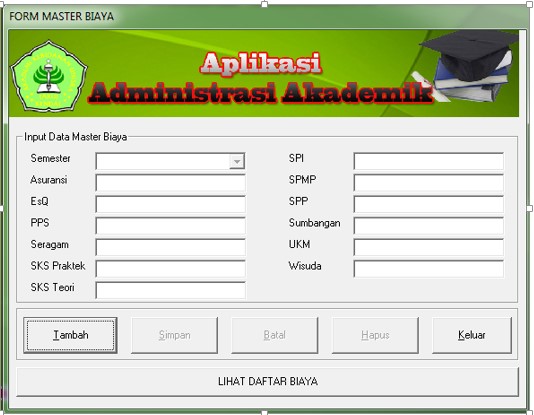 FORM MASTER BIAYA
Aplikasi
Administrasi Akademik
Input Data Master Biaya
Semester
Asuransi
EsQ
PPS
Seragam
SKS Praktek
SKS Teori
SPI
SPMP
SPP
Sumbangan
UKM
Wisuda
Tambah
Simpan
Batal
Hapus
Keluar
LIHAT DAFTAR BIAYA